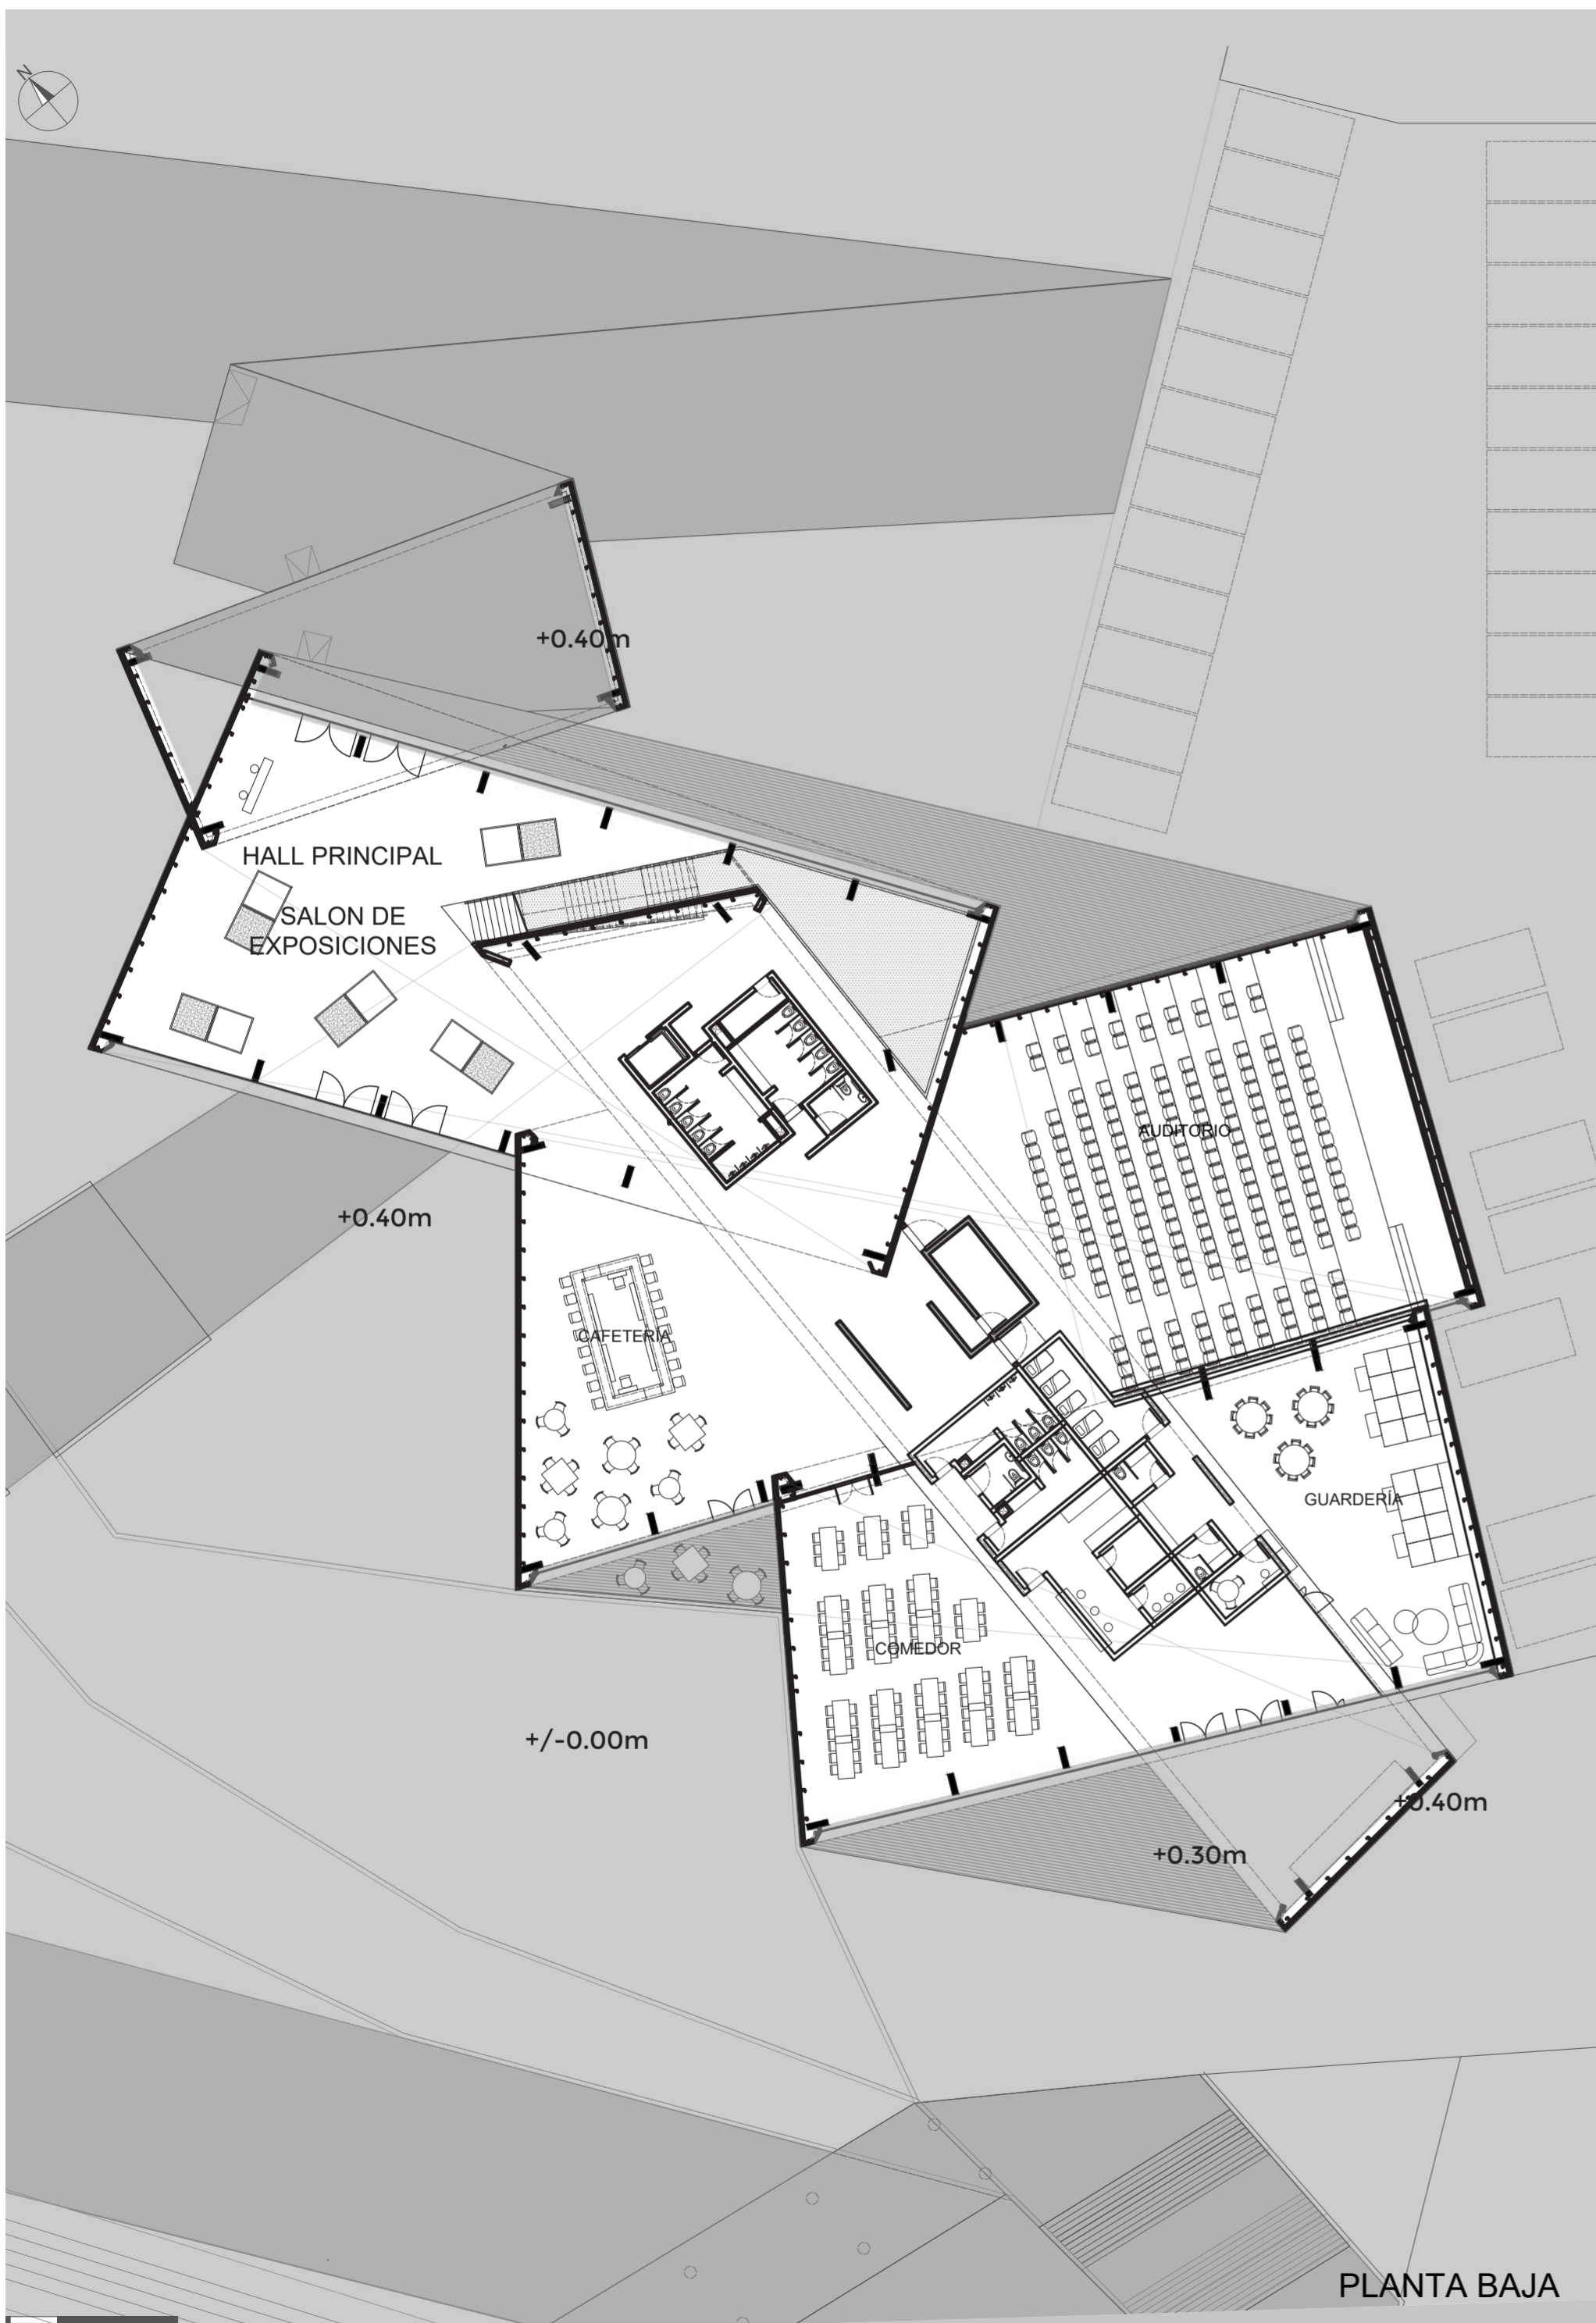 N
+0.40m
HALL PRINCIPAL
SALON DE
EXPOSICIONES
AUDITORIO
+0.40m
CAFETERÍA
GUARDERÍA
COMEDOR
+/-0.00m
+0.40m
+0.30m
PLANTA BAJA